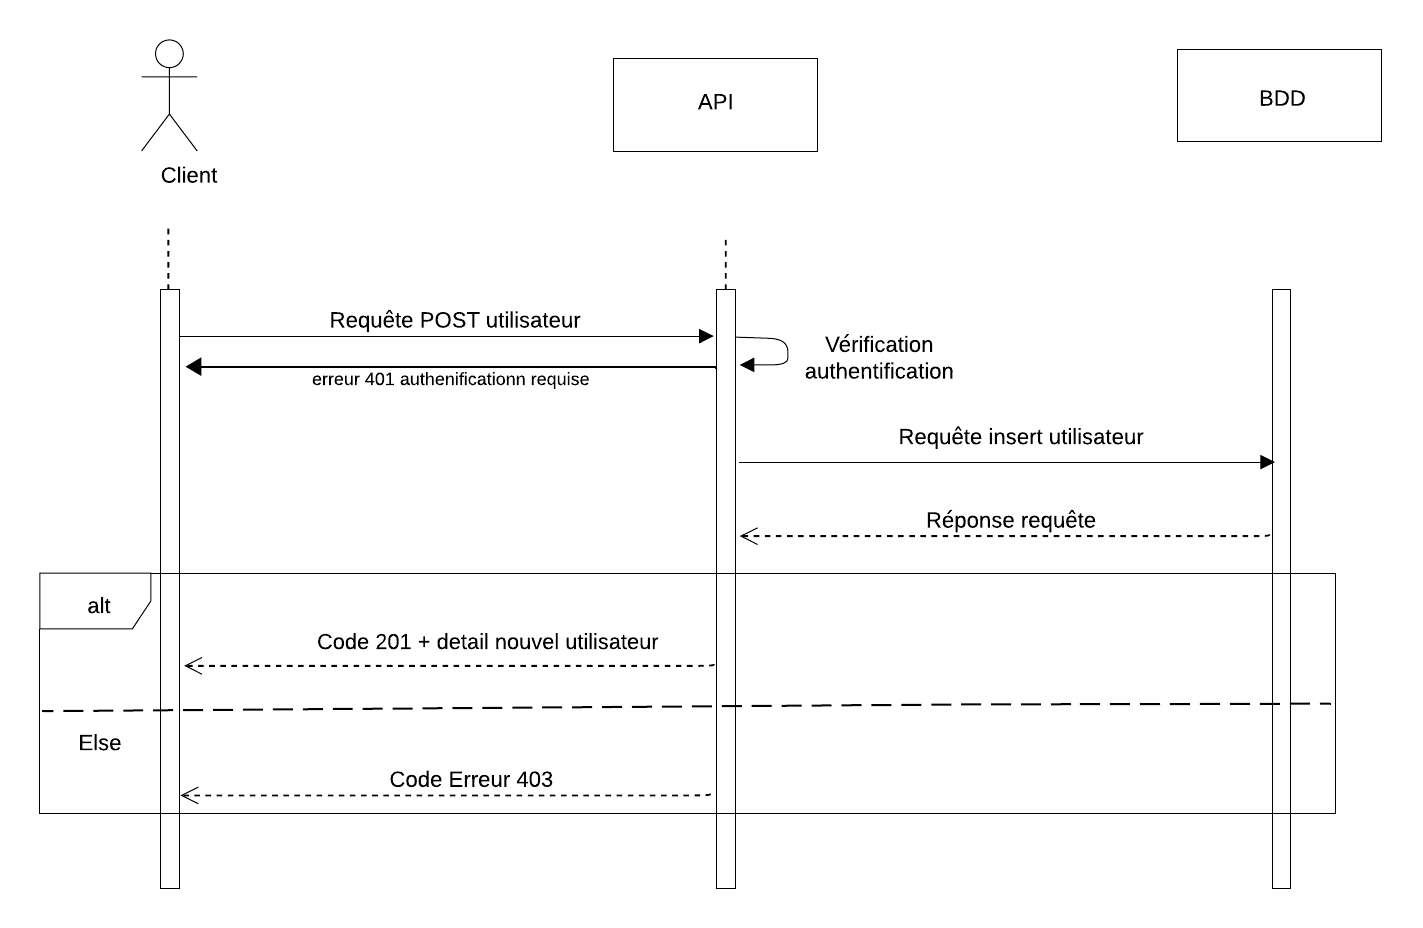 API
BDD
Client
Requête POST utilisateur
erreur 401 authenificationn requise
Vérification
authentification
Requête insert utilisateur
Réponse requête
alt
Code 201 + detail nouvel utilisateur
Else
Code Erreur 403